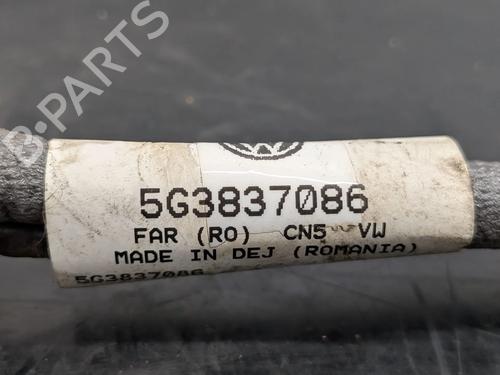 B-PARTS
5G3837086
FAR (RO) CN5 VW
MADE IN DEJ (ROMANIA)
5G3837086